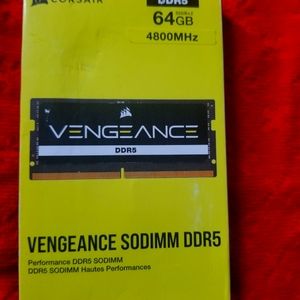 CORSAIR
DDR5
64GB
4800MHz
VENGEANCE
DDR5
VENGEANCE SODIMM DDR5
Performance DDR5 SODIMM
DDR5 SODIMM Hautes Performances